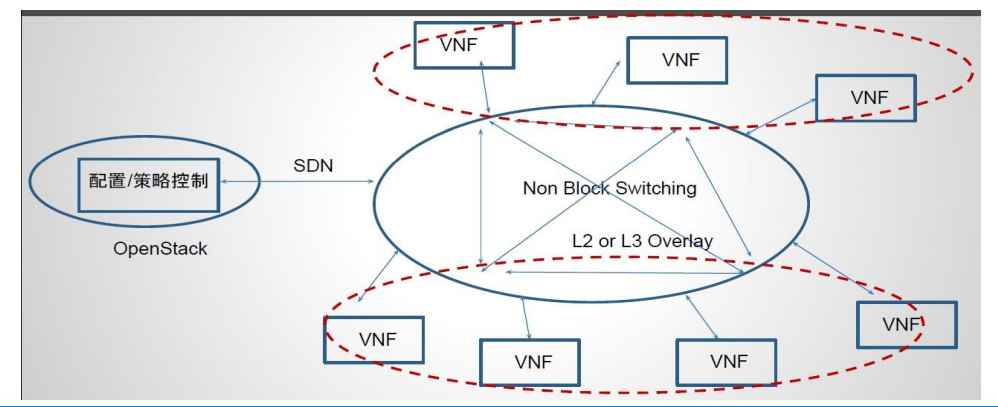 VNF
VNF
VNF
SDN
配置/策略控制
Non Block Switching
L2 or L3 Overlay
OpenStack
VNF
VNF
VNF
VNF